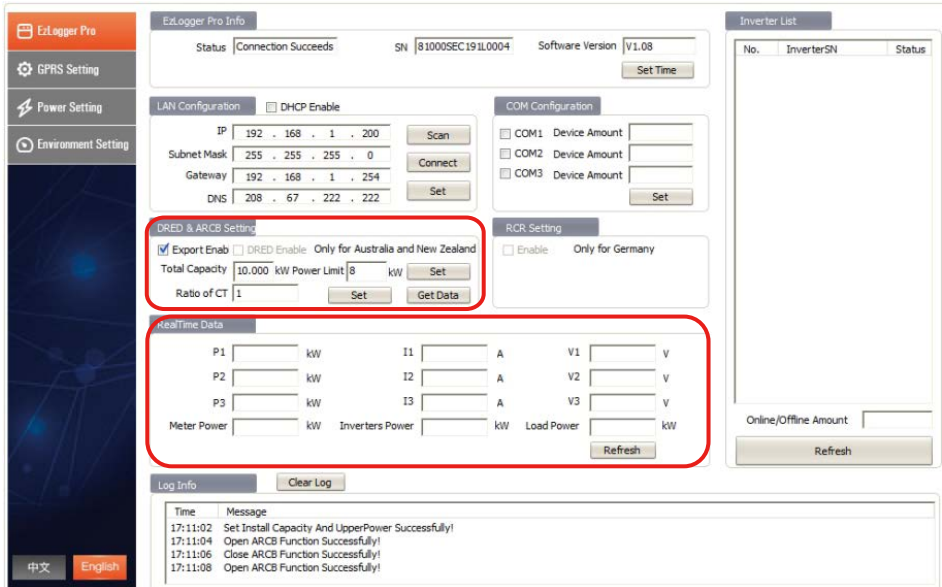 EzLogger Pro
GPRS Setting
Power Setting
Environment Setting
中文 English
EzLogger Pro Info
Status Connection Succeeds SN 81000SEC191L0004 Software Version V1.08
Set Time
LAN Configuration DHCP Enable
IP 192 . 168 . 1 . 200 Scan
Subnet Mask 255 . 255 . 255 . 0 Connect
Gateway 192 . 168 . 1 . 254
DNS 208 . 67 . 222 . 222 Set
COM Configuration
COM1 Device Amount
COM2 Device Amount
COM3 Device Amount
Set
DRED & ARCB Setting
Export Enab DRED Enable Only for Australia and New Zealand
Total Capacity 10.000 kW Power Limit 8 kW Set
Ratio of CT 1 Set Get Data
RCR Setting
Enable Only for Germany
RealTime Data
P1 kW I1 A V1 V
P2 kW I2 A V2 V
P3 kW I3 A V3 V
Meter Power kW Inverters Power kW Load Power kW
Refresh
Log Info Clear Log
Time Message
17:11:02 Set Install Capacity And UpperPower Successfully!
17:11:04 Open ARCB Function Successfully!
17:11:06 Close ARCB Function Successfully!
17:11:08 Open ARCB Function Successfully!
Inverter List
No. InverterSN Status
Online/Offline Amount
Refresh